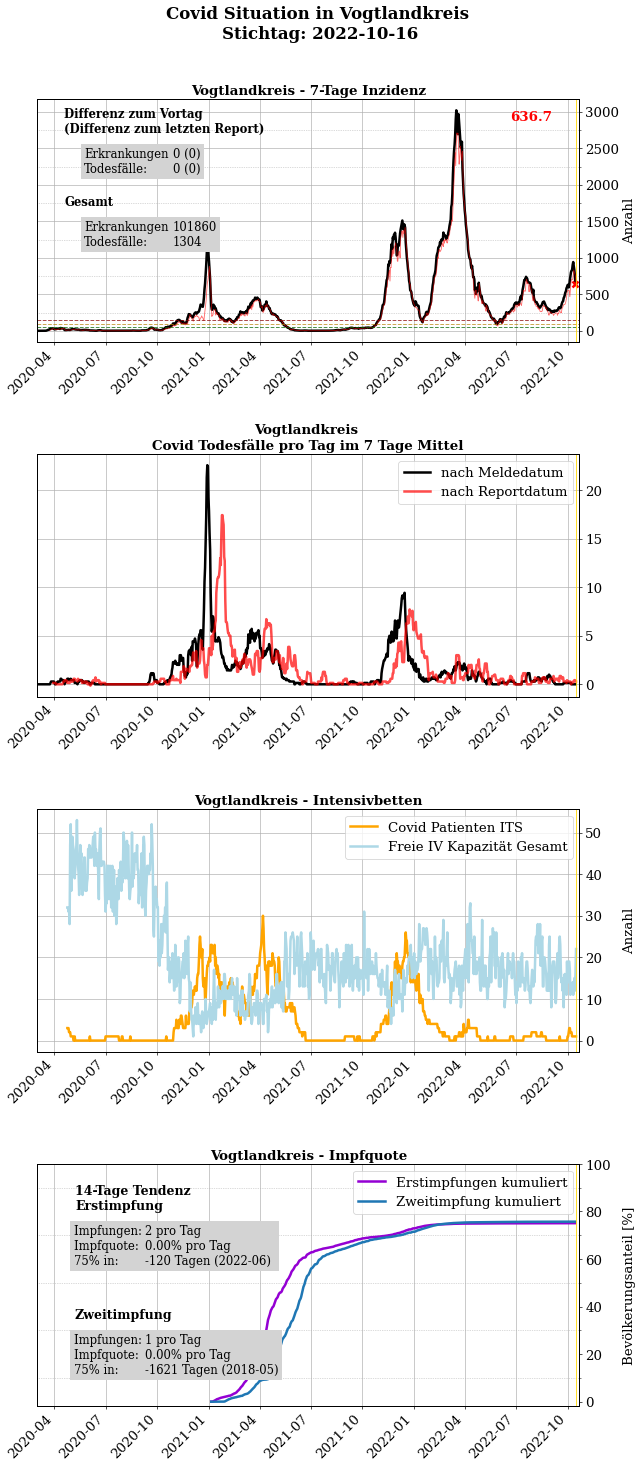 Covid Situation in Vogtlandkreis
Stichtag: 2022-10-16
Vogtlandkreis - 7-Tage Inzidenz
Differenz zum Vortag
(Differenz zum letzten Report)
Erkrankungen 0 (0)
Todesfälle: 0 (0)
Gesamt
Erkrankungen 101860
Todesfälle: 1304
636.7
3000
2500
2000
1500
1000
500
0
Anzahl
2020-04 2020-07 2020-10 2021-01 2021-04 2021-07 2021-10 2022-01 2022-04 2022-07 2022-10
Vogtlandkreis
Covid Todesfälle pro Tag im 7 Tage Mittel
nach Meldedatum
nach Reportdatum
20
15
10
5
0
2020-04 2020-07 2020-10 2021-01 2021-04 2021-07 2021-10 2022-01 2022-04 2022-07 2022-10
Vogtlandkreis - Intensivbetten
Covid Patienten ITS
Freie IV Kapazität Gesamt
50
40
30
20
10
0
Anzahl
2020-04 2020-07 2020-10 2021-01 2021-04 2021-07 2021-10 2022-01 2022-04 2022-07 2022-10
Vogtlandkreis - Impfquote
14-Tage Tendenz
Erstimpfung
Impfungen: 2 pro Tag
Impfquote: 0.00% pro Tag
75% in: -120 Tagen (2022-06)
Zweitimpfung
Impfungen: 1 pro Tag
Impfquote: 0.00% pro Tag
75% in: -1621 Tagen (2018-05)
Erstimpfungen kumuliert
Zweitimpfung kumuliert
100
80
60
40
20
0
Bevölkerungsanteil [%]
2020-04 2020-07 2020-10 2021-01 2021-04 2021-07 2021-10 2022-01 2022-04 2022-07 2022-10